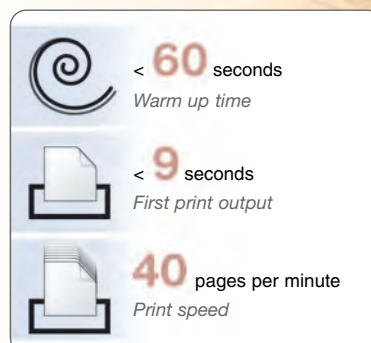 < 60 seconds
Warm up time
< 9 seconds
First print output
40 pages per minute
Print speed